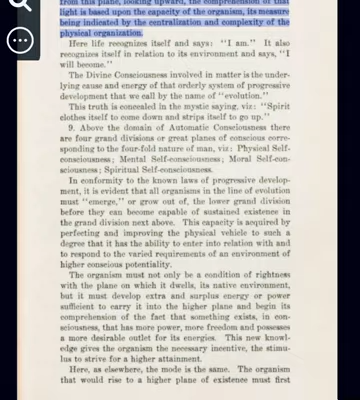 from this plane, looking upward, the comprehension of that
light is based upon the capacity of the organism, its measure
being indicated by the centralization and complexity of the
physical organization.
Here life recognizes itself and says: "I am." It also
recognizes itself in relation to its environment and says, "I
will become."
The Divine Consciousness involved in matter is the under-
lying cause and energy of that orderly system of progressive
development that we call by the name of "evolution."
This truth is concealed in the mystic saying, viz: "Spirit
clothes itself to come down and strips itself to go up."
9. Above the domain of Automatic Consciousness there
are four grand divisions or great planes of conscious corre-
sponding to the four-fold nature of man, viz: Physical Self-
consciousness; Mental Self-consciousness; Moral Self-con-
sciousness; Spiritual Self-consciousness.
In conformity to the known laws of progressive develop-
ment, it is evident that all organisms in the line of evolution
must "emerge," or grow out of, the lower grand division
before they can become capable of sustained existence in
the grand division next above. This capacity is acquired by
perfecting and improving the physical vehicle to such a
degree that it has the ability to enter into relation with and
to respond to the varied requirements of an environment of
higher conscious potentiality.
The organism must not only be a condition of rightness
with the plane on which it dwells, its native environment,
but it must develop extra and surplus energy or power
sufficient to carry it into the higher plane and begin its
comprehension of the fact that something exists, in con-
sciousness, that has more power, more freedom and possesses
a more desirable outlet for its energies. This new knowl-
edge gives the organism the necessary incentive, the stimu-
lus to strive for a higher attainment.
Here, as elsewhere, the mode is the same. The organism
that would rise to a higher plane of existence must first